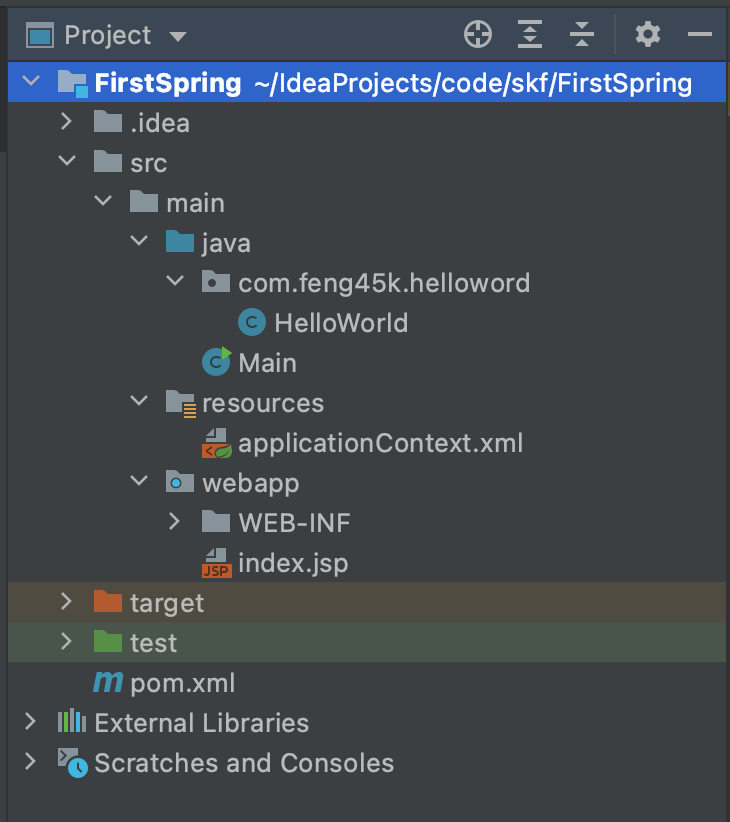 Project
FirstSpring ~/IdeaProjects/code/skf/FirstSpring
.idea
src
main
java
com.feng45k.helloword
C HelloWorld
C Main
resources
applicationContext.xml
webapp
WEB-INF
JSP index.jsp
target
test
m pom.xml
External Libraries
Scratches and Consoles